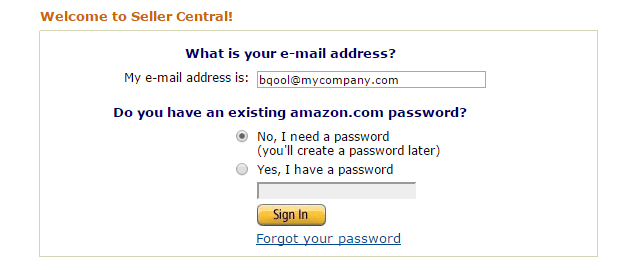 Welcome to Seller Central!
What is your e-mail address?
My e-mail address is: bqool@mycompany.com
Do you have an existing amazon.com password?
No, I need a password
(you'll create a password later)
Yes, I have a password
Sign In
Forgot your password